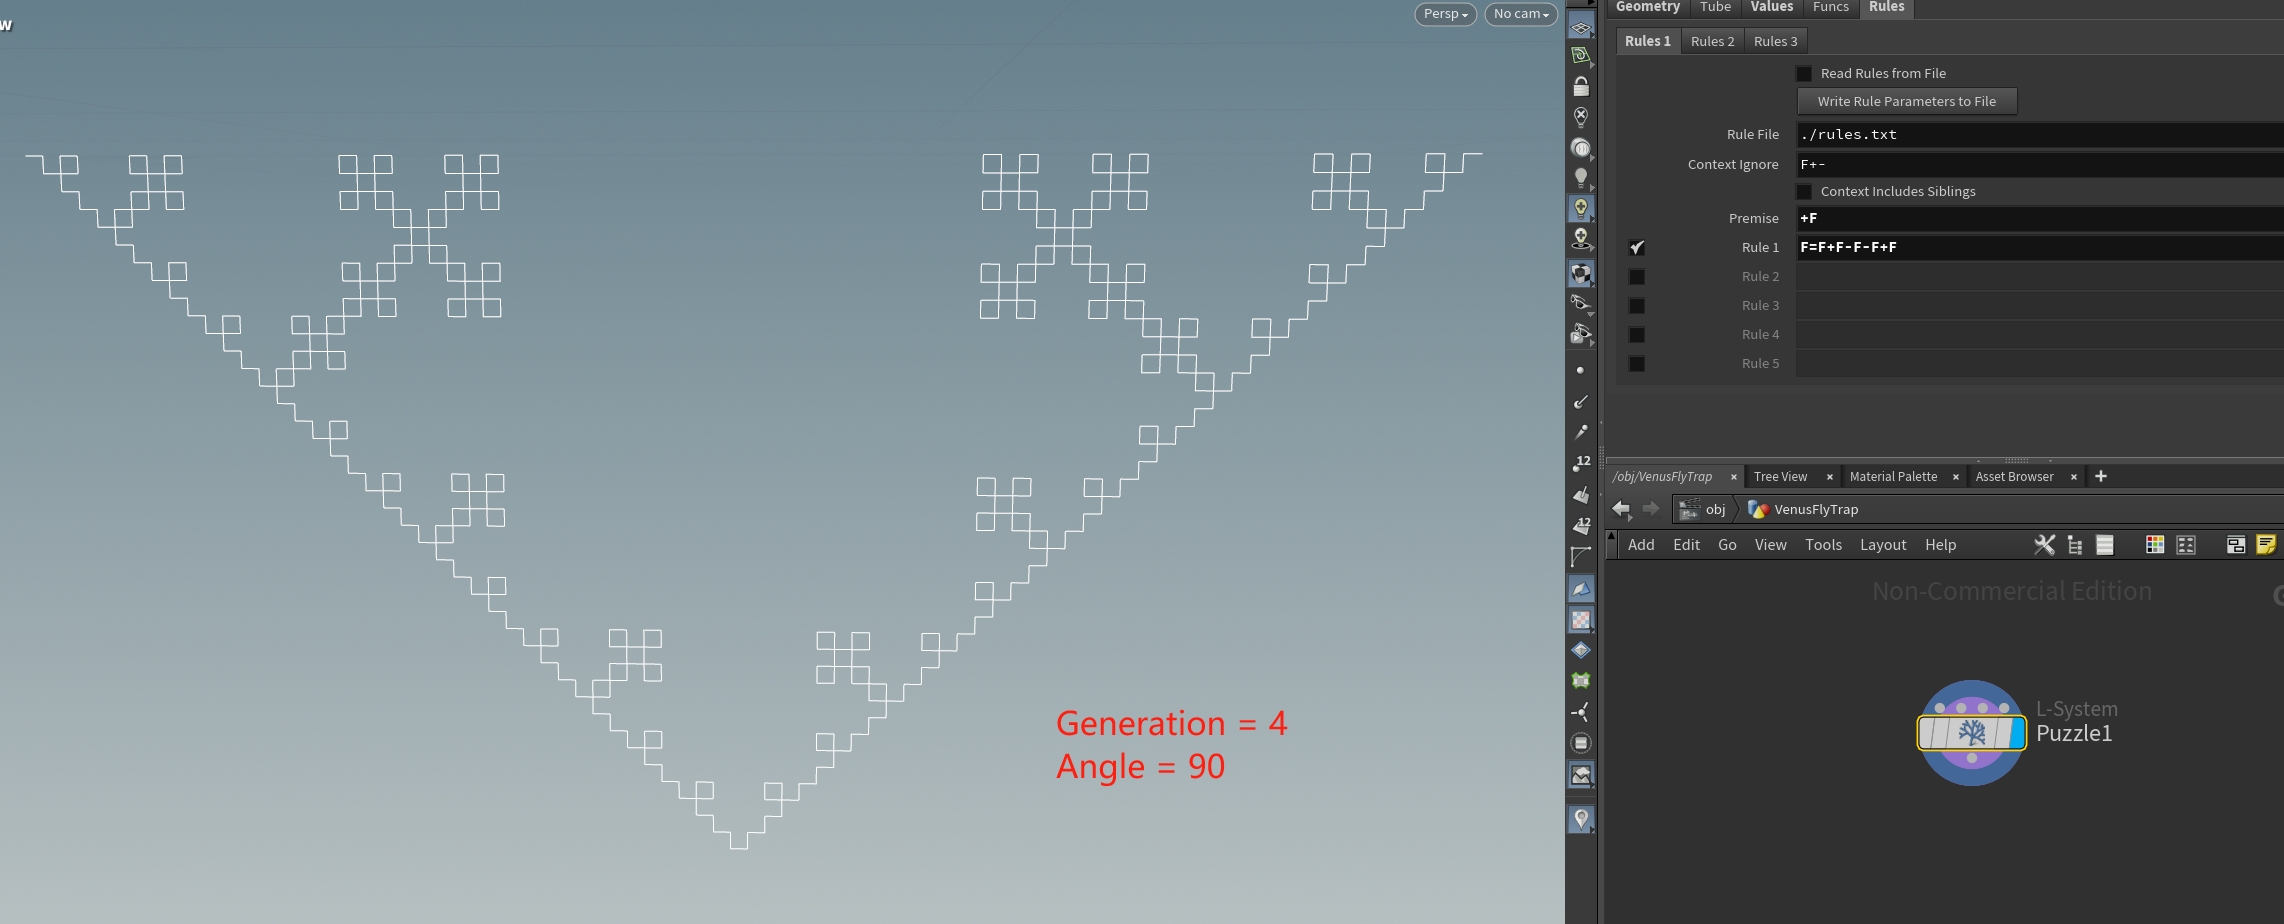 w
Persp
No cam
Geometry Tube Values Funcs Rules
Rules 1 Rules 2 Rules 3
Read Rules from File
Write Rule Parameters to File
Rule File ./rules.txt
Context Ignore F+-
Context Includes Siblings
Premise +F
Rule 1 F=F+F-F-F+F
Rule 2
Rule 3
Rule 4
Rule 5
12
12
/obj/VenusFlyTrap × Tree View × Material Palette × Asset Browser × +
obj VenusFlyTrap
Add Edit Go View Tools Layout Help
Non-Commercial Edition
L-System
Puzzle1
Generation = 4
Angle = 90